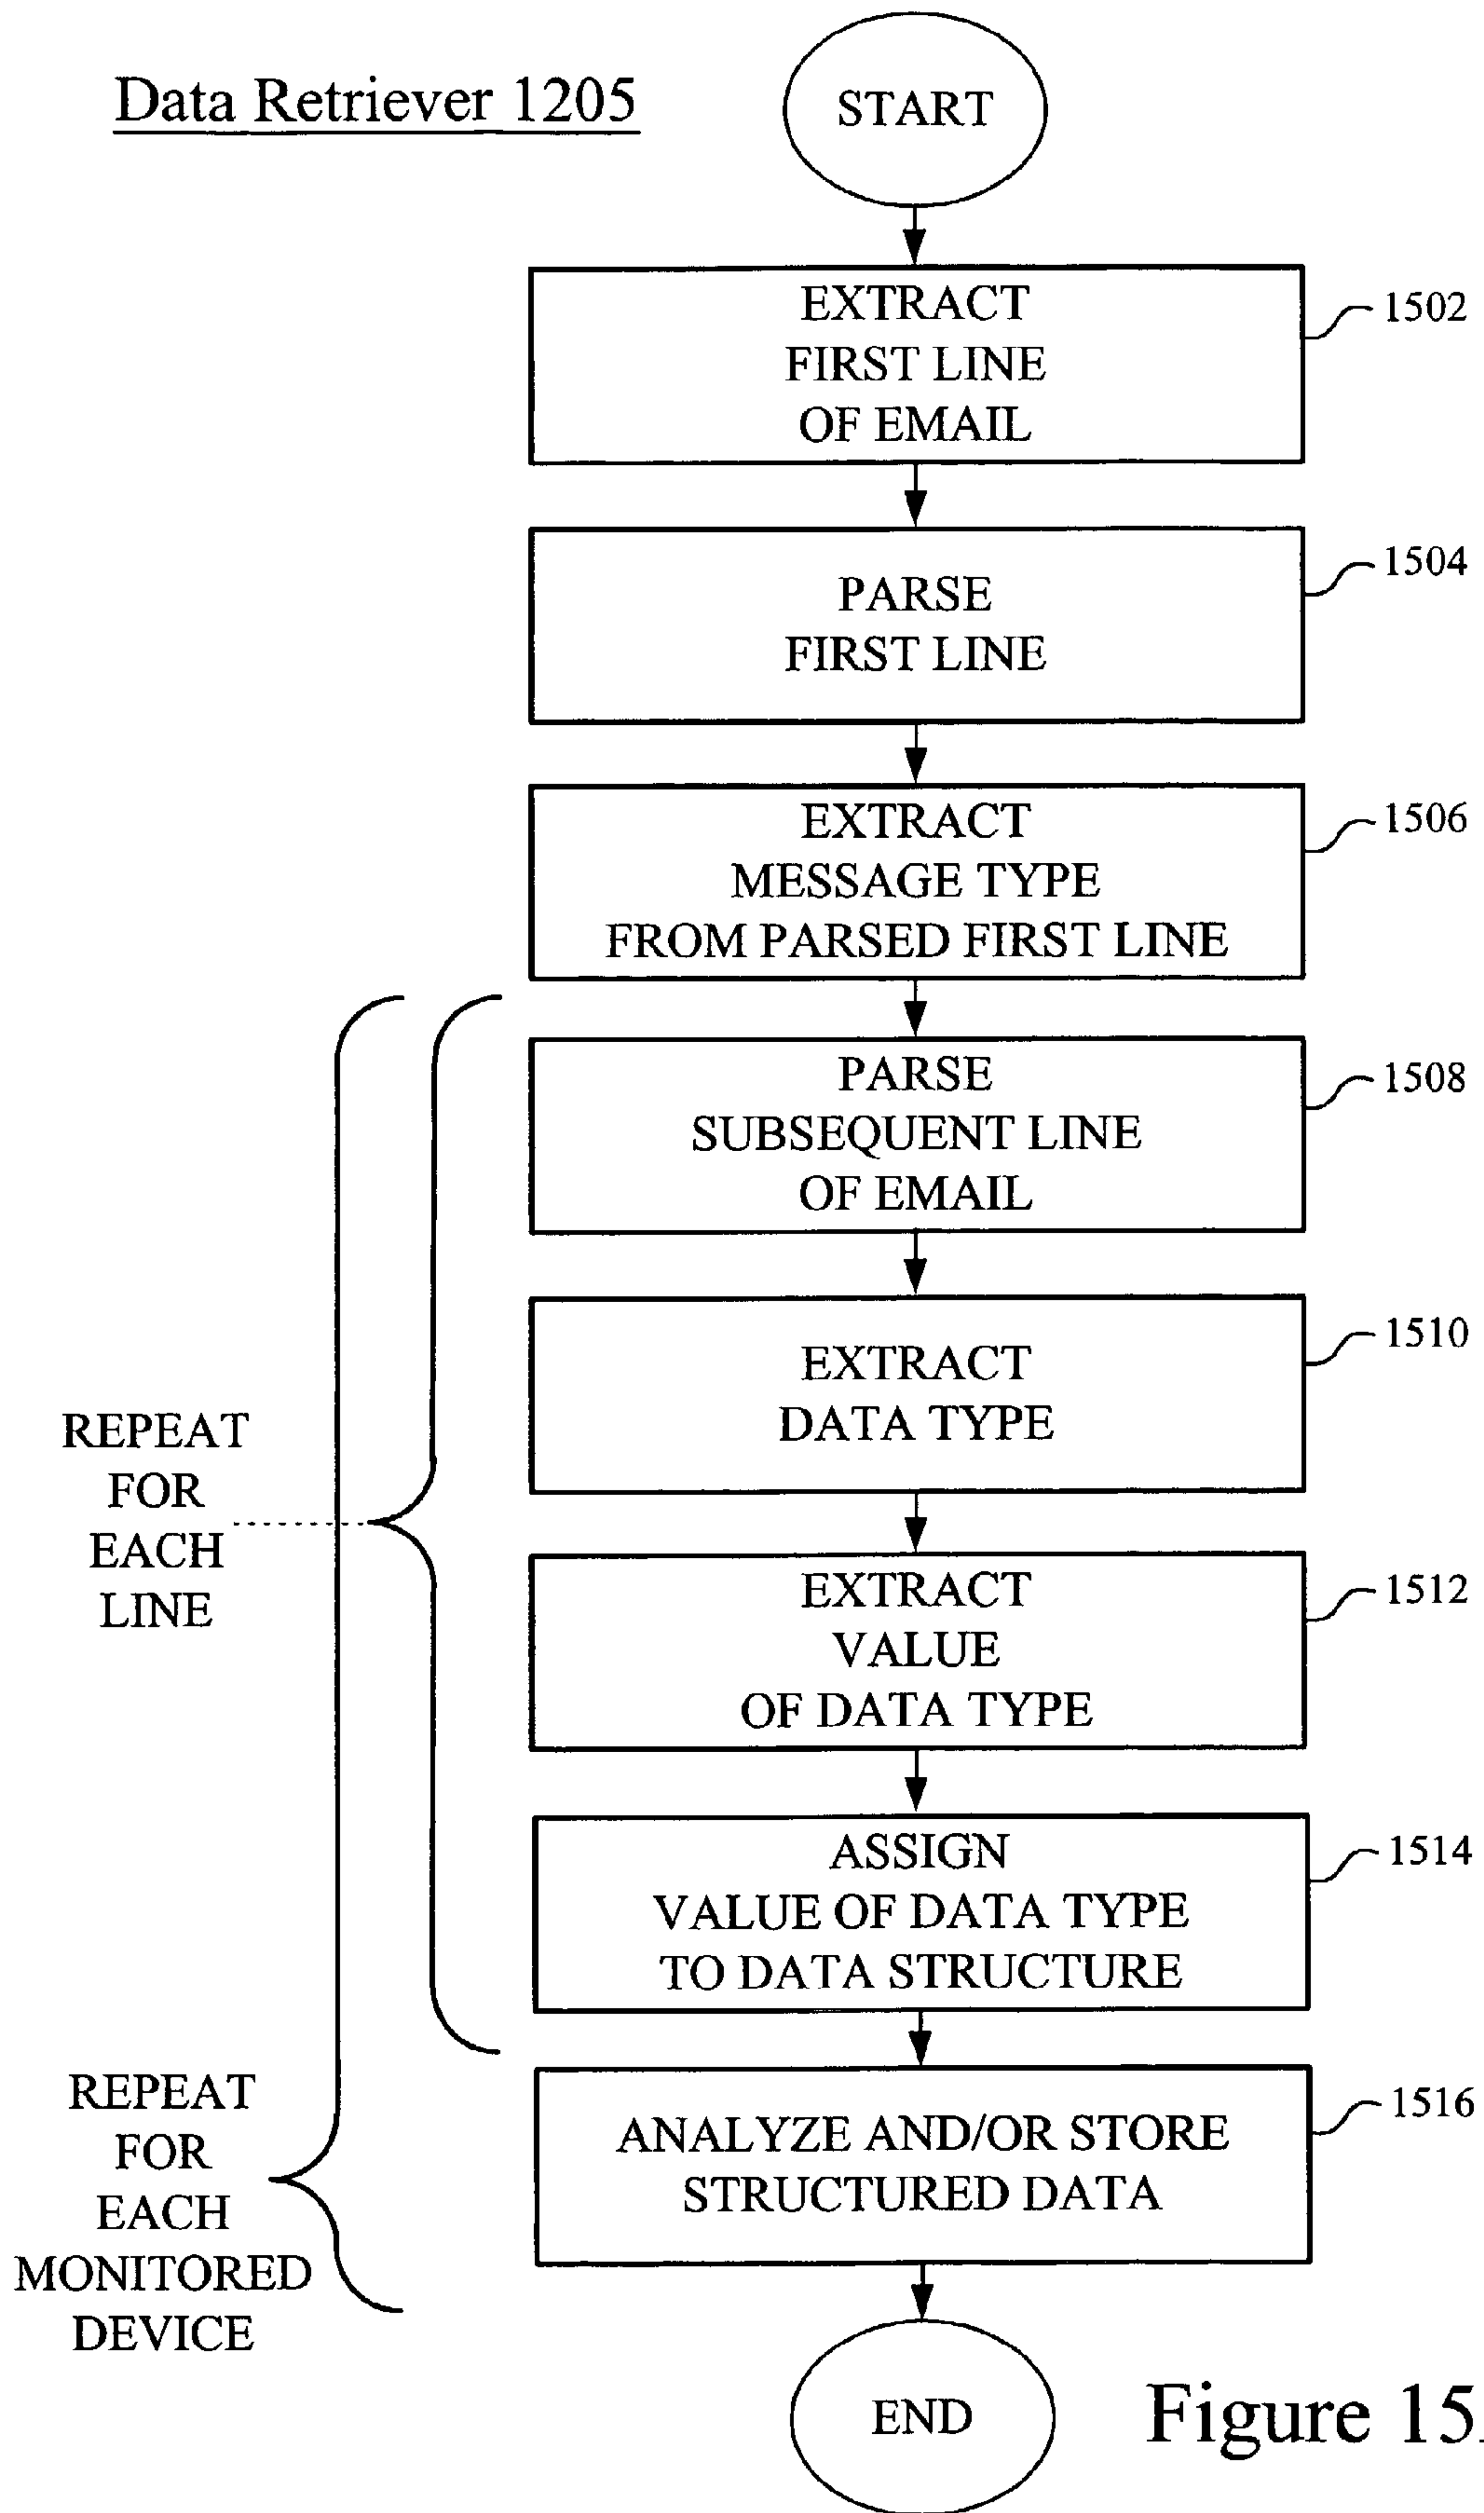 Data Retriever 1205
START
EXTRACT
FIRST LINE
OF EMAIL
1502
PARSE
FIRST LINE
1504
EXTRACT
MESSAGE TYPE
FROM PARSED FIRST LINE
1506
PARSE
SUBSEQUENT LINE
OF EMAIL
1508
EXTRACT
DATA TYPE
1510
REPEAT
FOR
EACH
LINE
EXTRACT
VALUE
OF DATA TYPE
1512
ASSIGN
VALUE OF DATA TYPE
TO DATA STRUCTURE
1514
REPEAT
FOR
EACH
MONITORED
DEVICE
ANALYZE AND/OR STORE
STRUCTURED DATA
1516
END
Figure 15